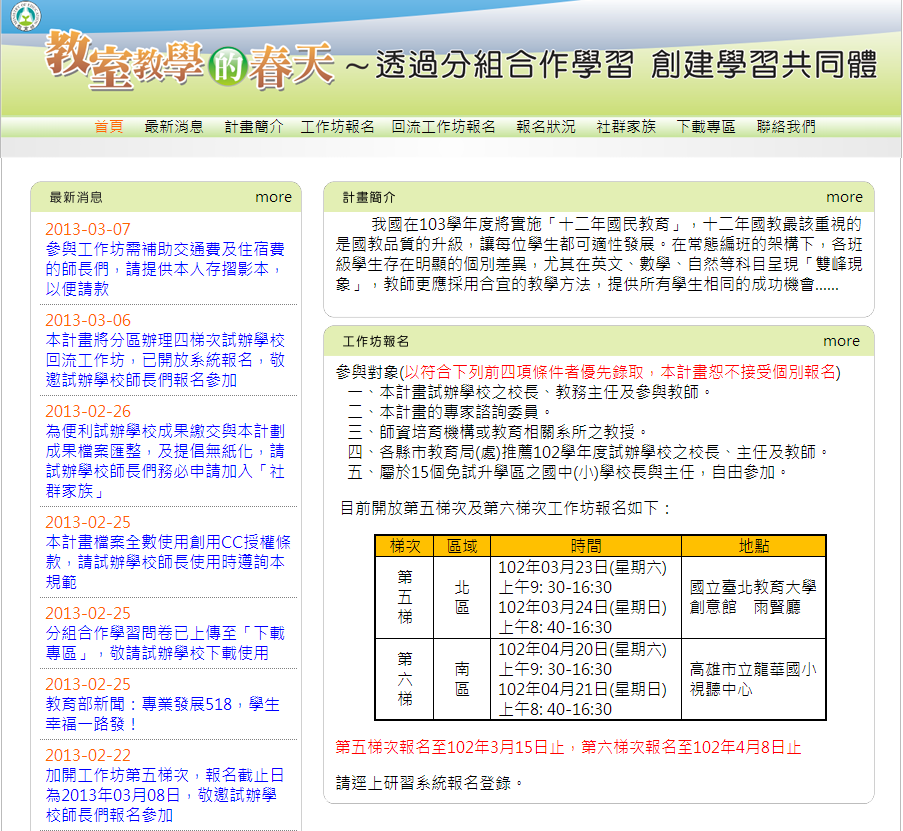 教室教學的春天～透過分組合作學習 創建學習共同體
首頁 最新消息 計畫簡介 工作坊報名 回流工作坊報名 報名狀況 社群家族 下載專區 聯絡我們
最新消息 more
2013-03-07
參與工作坊需補助交通費及住宿費
的師長們，請提供本人存摺影本，
以便請款
2013-03-06
本計畫將分區辦理四梯次試辦學校
回流工作坊，已開放系統報名，敬
邀試辦學校師長們報名參加
2013-02-26
為便利試辦學校成果繳交與本計劃
成果檔案匯整，及提倡無紙化，請
試辦學校師長們務必申請加入「社
群家族」
2013-02-25
本計畫檔案全數使用創用CC授權條
款，請試辦學校師長使用時遵詢本
規範
2013-02-25
分組合作學習問卷已上傳至「下載
專區」，敬請試辦學校下載使用
2013-02-25
教育部新聞：專業發展518，學生
幸福一路發！
2013-02-22
加開工作坊第五梯次，報名截止日
為2013年03月08日，敬邀試辦學
校師長們報名參加
計畫簡介 more
我國在103學年度將實施「十二年國民教育」，十二年國教最該重視的
是國教品質的升級，讓每位學生都可適性發展。在常態編班的架構下，各班
級學生存在明顯的個別差異，尤其在英文、數學、自然等科目呈現「雙峰現
象」，教師更應採用合宜的教學方法，提供所有學生相同的成功機會......
工作坊報名 more
參與對象(以符合下列前四項條件者優先錄取，本計畫恕不接受個別報名)
一、本計畫試辦學校之校長、教務主任及參與教師。
二、本計畫的專家諮詢委員。
三、師資培育機構或教育相關系所之教授。
四、各縣市教育局(處)推薦102學年度試辦學校之校長、主任及教師。
五、屬於15個免試升學區之國中(小)學校長與主任，自由參加。
目前開放第五梯次及第六梯次工作坊報名如下：
梯次 區域 時間 地點
第五梯 北區 102年03月23日(星期六)
上午9: 30-16:30
102年03月24日(星期日)
上午8: 40-16:30
國立臺北教育大學
創意館 雨賢廳
第六梯 南區 102年04月20日(星期六)
上午9: 30-16:30
102年04月21日(星期日)
上午8: 40-16:30
高雄市立龍華國小
視聽中心
第五梯次報名至102年3月15日止，第六梯次報名至102年4月8日止
請逕上研習系統報名登錄。